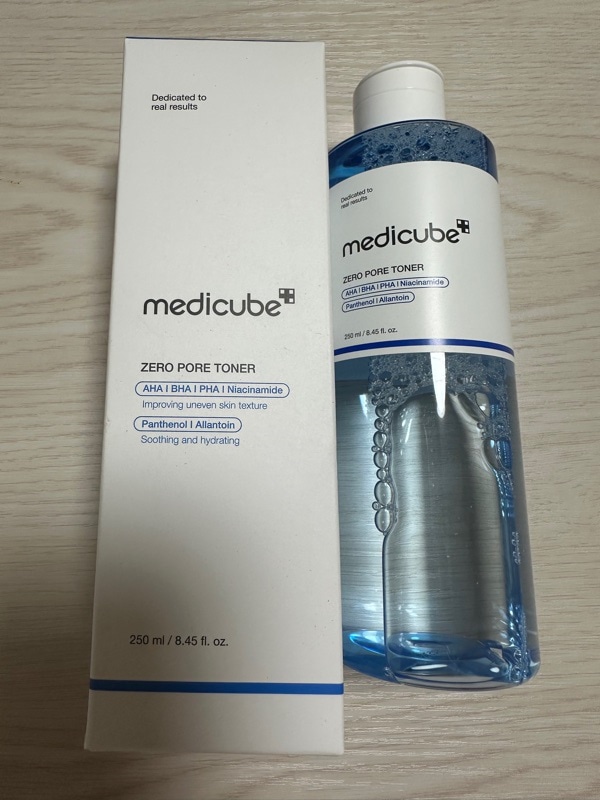 Dedicated to
real results
medicube
ZERO PORE TONER
AHA | BHA | PHA | Niacinamide
Improving uneven skin texture
Panthenol | Allantoin
Soothing and hydrating
250 ml / 8.45 fl. oz.
Dedicated to
real results
medicube
ZERO PORE TONER
AHA | BHA | PHA | Niacinamide
Panthenol | Allantoin
250 ml / 8.45 fl. oz.